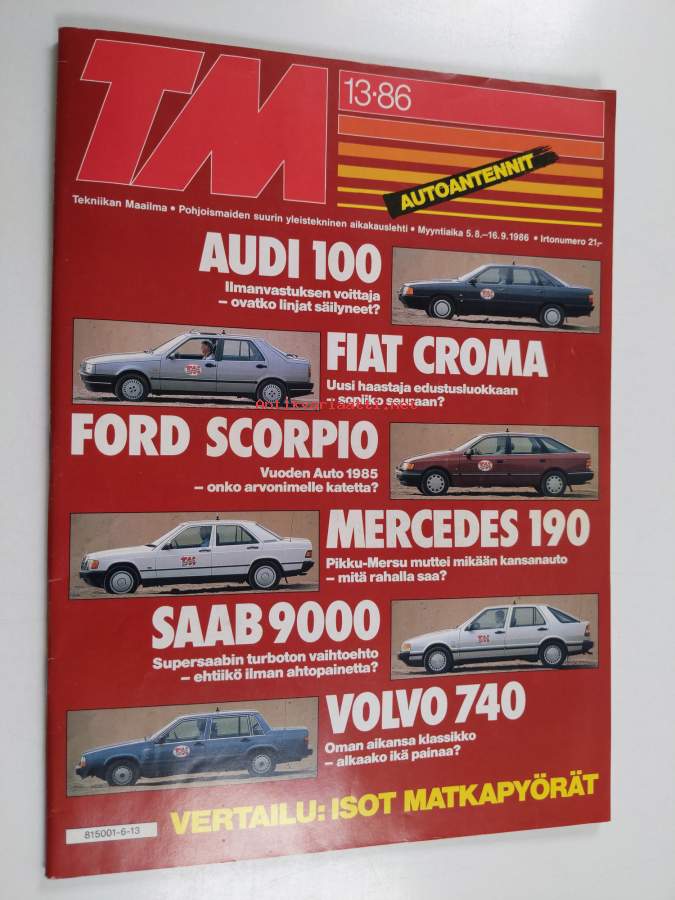 TM
13·86
AUTOANTENNIT
Tekniikan Maailma • Pohjoismaiden suurin yleistekninen aikakauslehti • Myyntiaika 5.8.–16.9.1986 • Irtonumero 21,-
AUDI 100
Ilmanvastuksen voittaja
– ovatko linjat säilyneet?
FIAT CROMA
Uusi haastaja edustusluokkaan
– sopiiko seuraan?
antiikinvaraatti.net
FORD SCORPIO
Vuoden Auto 1985
– onko arvonimelle katetta?
MERCEDES 190
Pikku-Mersu muttei mikään kansanauto
– mitä rahalla saa?
SAAB 9000
Supersaabin turboton vaihtoehto
– ehtiikö ilman ahtopainetta?
VOLVO 740
Oman aikansa klassikko
– alkaako ikä painaa?
VERTAILU: ISOT MATKAPYÖRÄT
815001-6-13